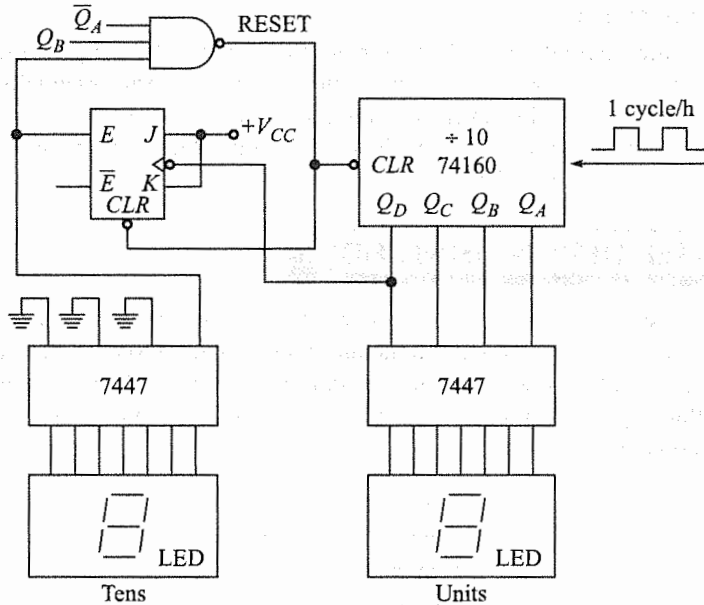 Q̅A
QB
RESET
E J +VCC
E̅ K
CLR
÷ 10
CLR 74160
QD QC QB QA
1 cycle/h
7447
7447
LED
LED
Tens
Units